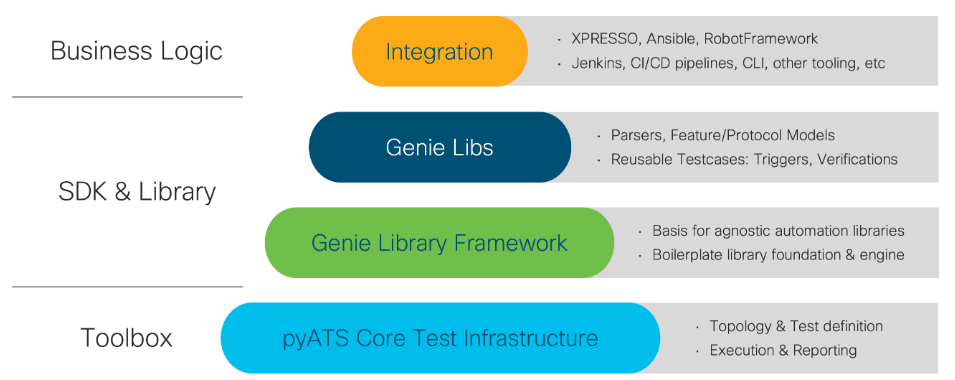 Business Logic
Integration
· XPRESSO, Ansible, RobotFramework
· Jenkins, CI/CD pipelines, CLI, other tooling, etc
SDK & Library
Genie Libs
· Parsers, Feature/Protocol Models
· Reusable Testcases: Triggers, Verifications
Genie Library Framework
· Basis for agnostic automation libraries
· Boilerplate library foundation & engine
Toolbox
pyATS Core Test Infrastructure
· Topology & Test definition
· Execution & Reporting